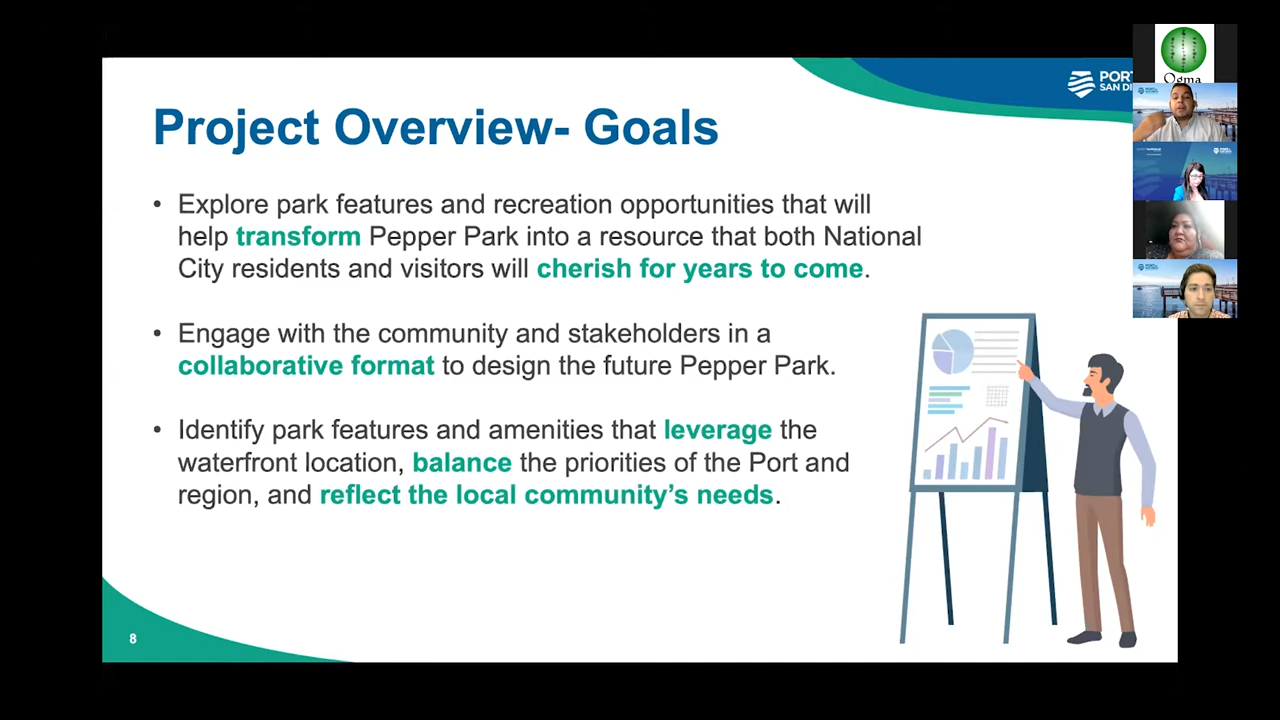 PORT
SAN DI
Ogma
Project Overview- Goals
• Explore park features and recreation opportunities that will
help transform Pepper Park into a resource that both National
City residents and visitors will cherish for years to come.
• Engage with the community and stakeholders in a
collaborative format to design the future Pepper Park.
• Identify park features and amenities that leverage the
waterfront location, balance the priorities of the Port and
region, and reflect the local community’s needs.
8